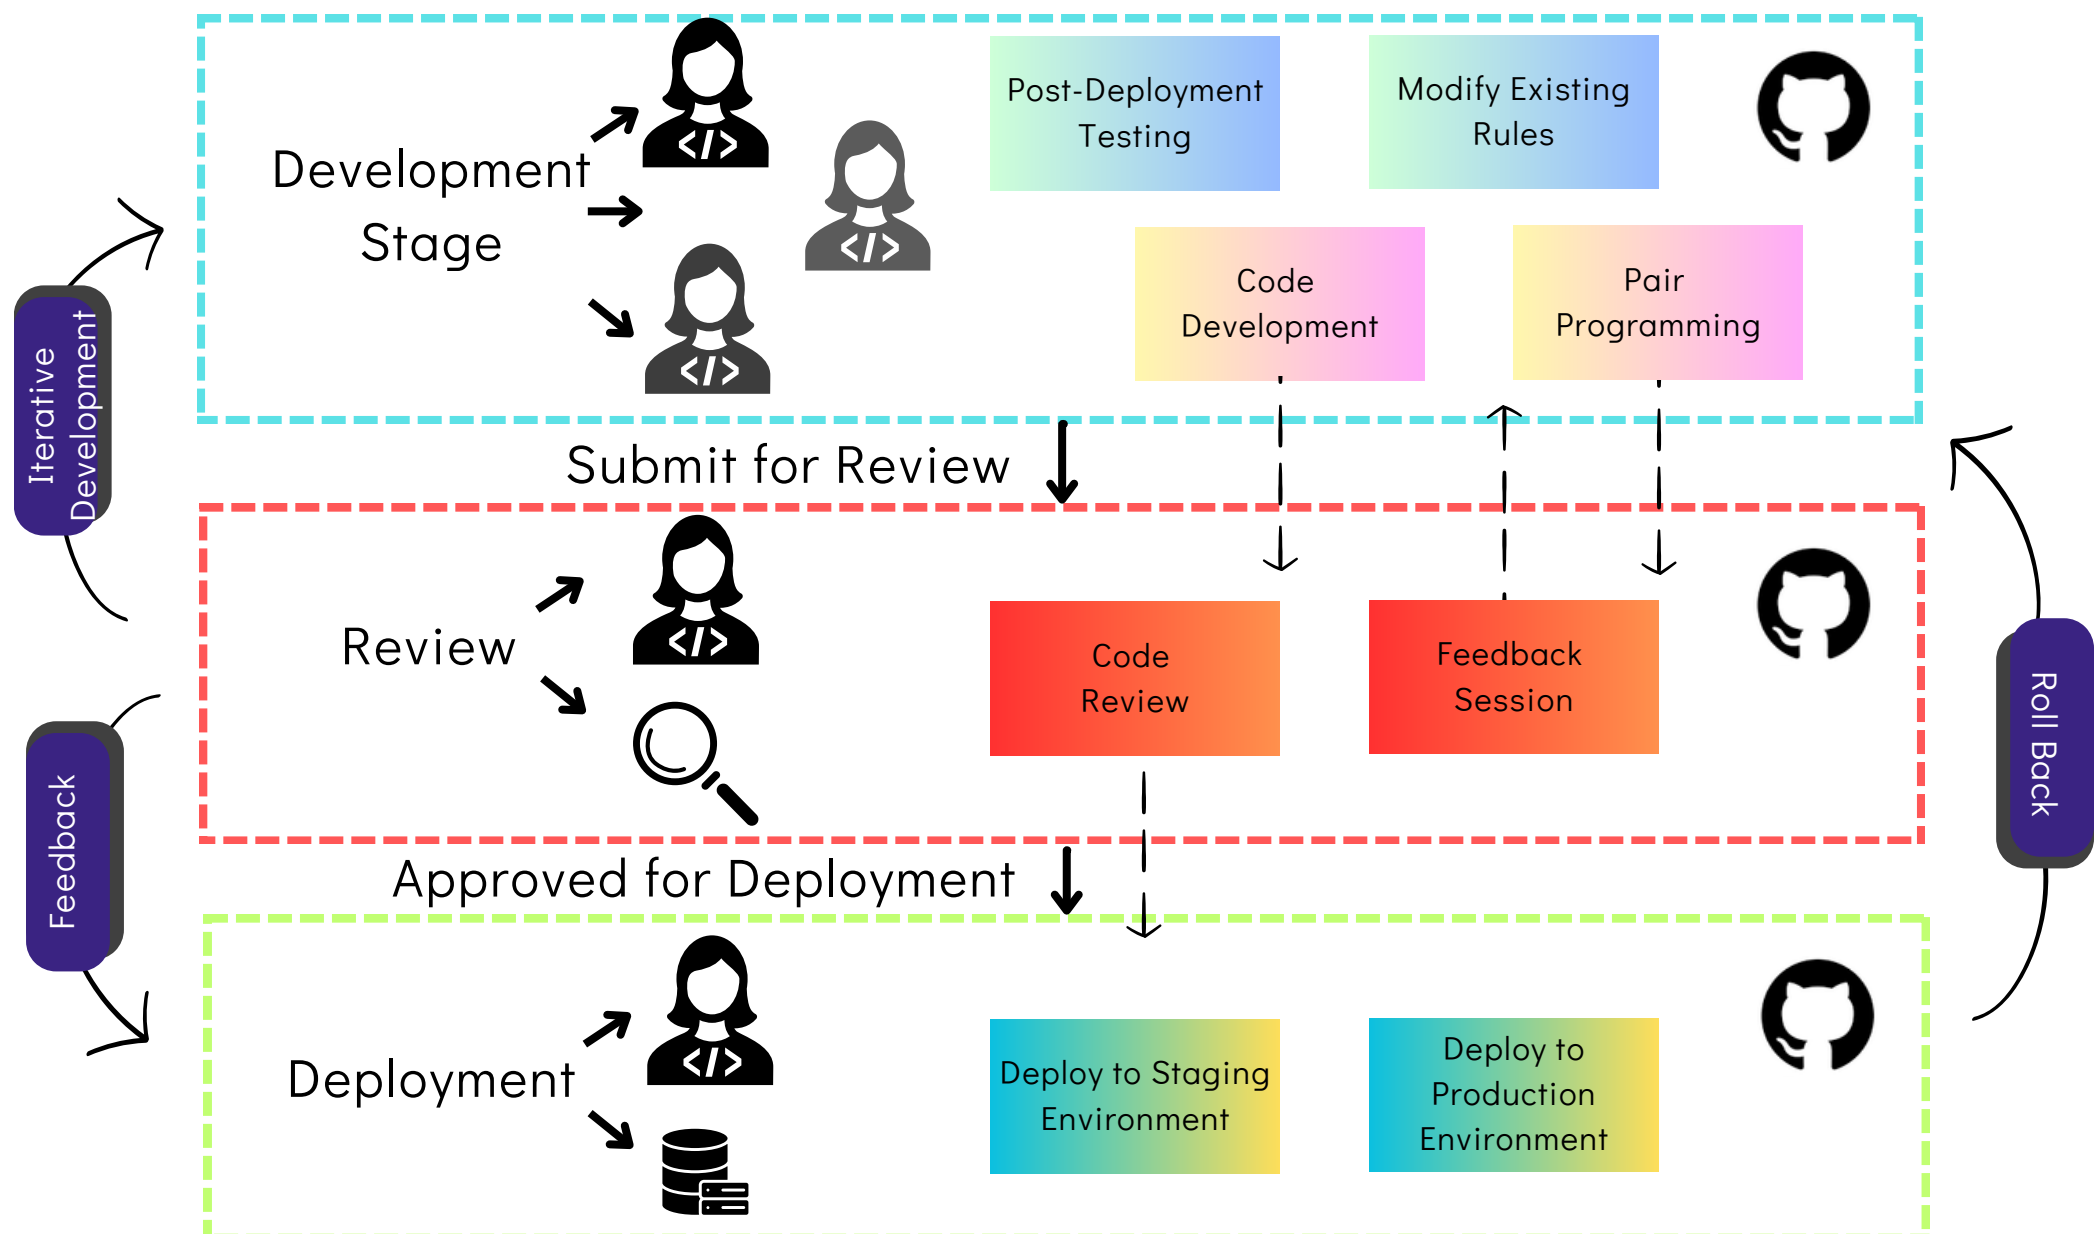 Development
Stage
</>
</>
</>
Post-Deployment
Testing
Modify Existing
Rules
Code
Development
Pair
Programming
Iterative
Development
Submit for Review
Review
</>
Code
Review
Feedback
Session
Feedback
Roll Back
Approved for Deployment
Deployment
</>
Deploy to Staging
Environment
Deploy to
Production
Environment